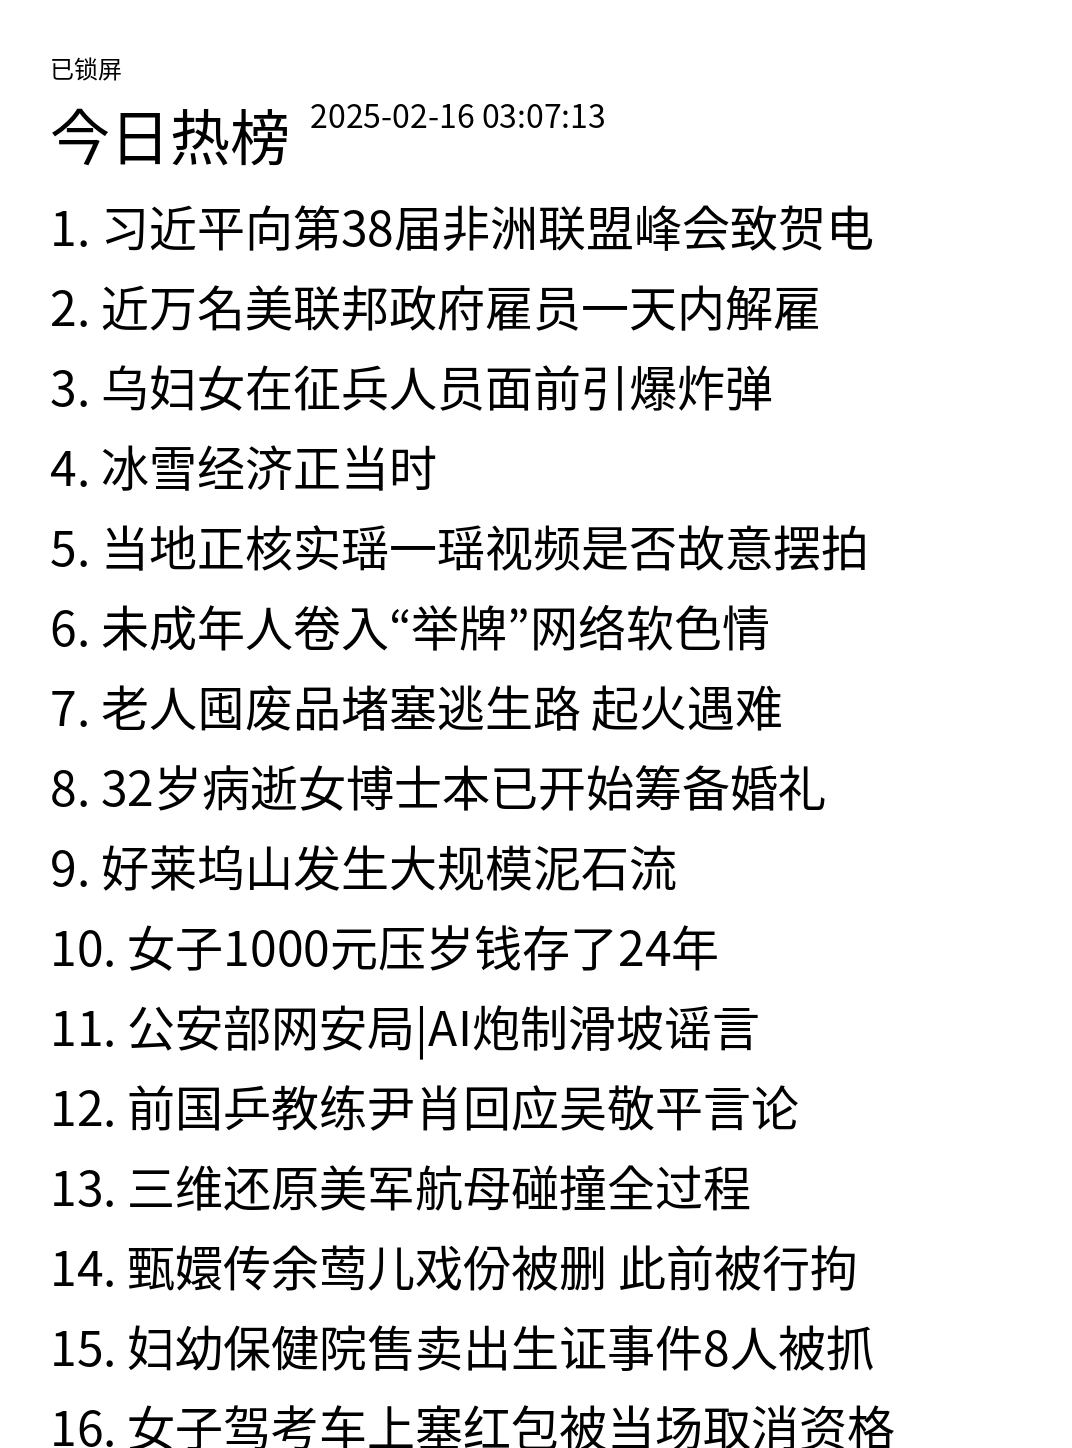 已锁屏
今日热榜 2025-02-16 03:07:13
1. 习近平向第38届非洲联盟峰会致贺电
2. 近万名美联邦政府雇员一天内解雇
3. 乌妇女在征兵人员面前引爆炸弹
4. 冰雪经济正当时
5. 当地正核实瑶一瑶视频是否故意摆拍
6. 未成年人卷入“举牌”网络软色情
7. 老人囤废品堵塞逃生路 起火遇难
8. 32岁病逝女博士本已开始筹备婚礼
9. 好莱坞山发生大规模泥石流
10. 女子1000元压岁钱存了24年
11. 公安部网安局|AI炮制滑坡谣言
12. 前国乒教练尹肖回应吴敬平言论
13. 三维还原美军航母碰撞全过程
14. 甄嬛传余莺儿戏份被删 此前被行拘
15. 妇幼保健院售卖出生证事件8人被抓
16. 女子驾考车上塞红包被当场取消资格